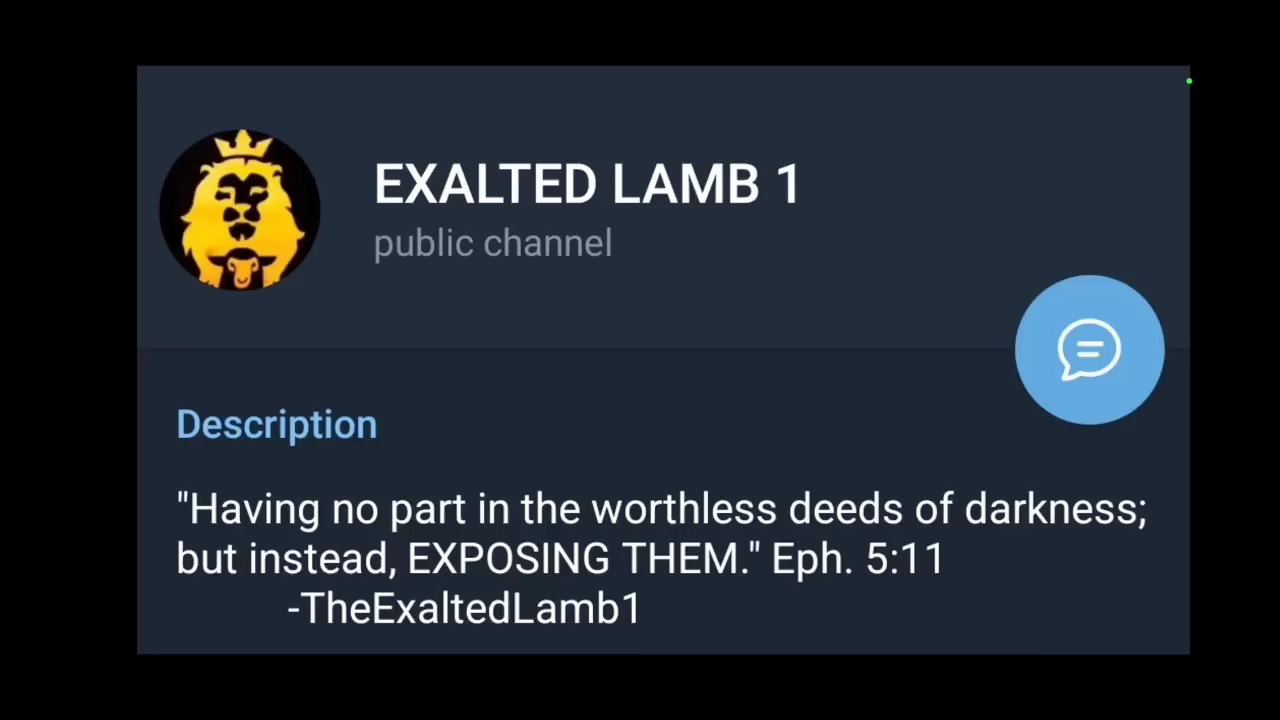 EXALTED LAMB 1
public channel
Description
"Having no part in the worthless deeds of darkness;
but instead, EXPOSING THEM." Eph. 5:11
-TheExaltedLamb1